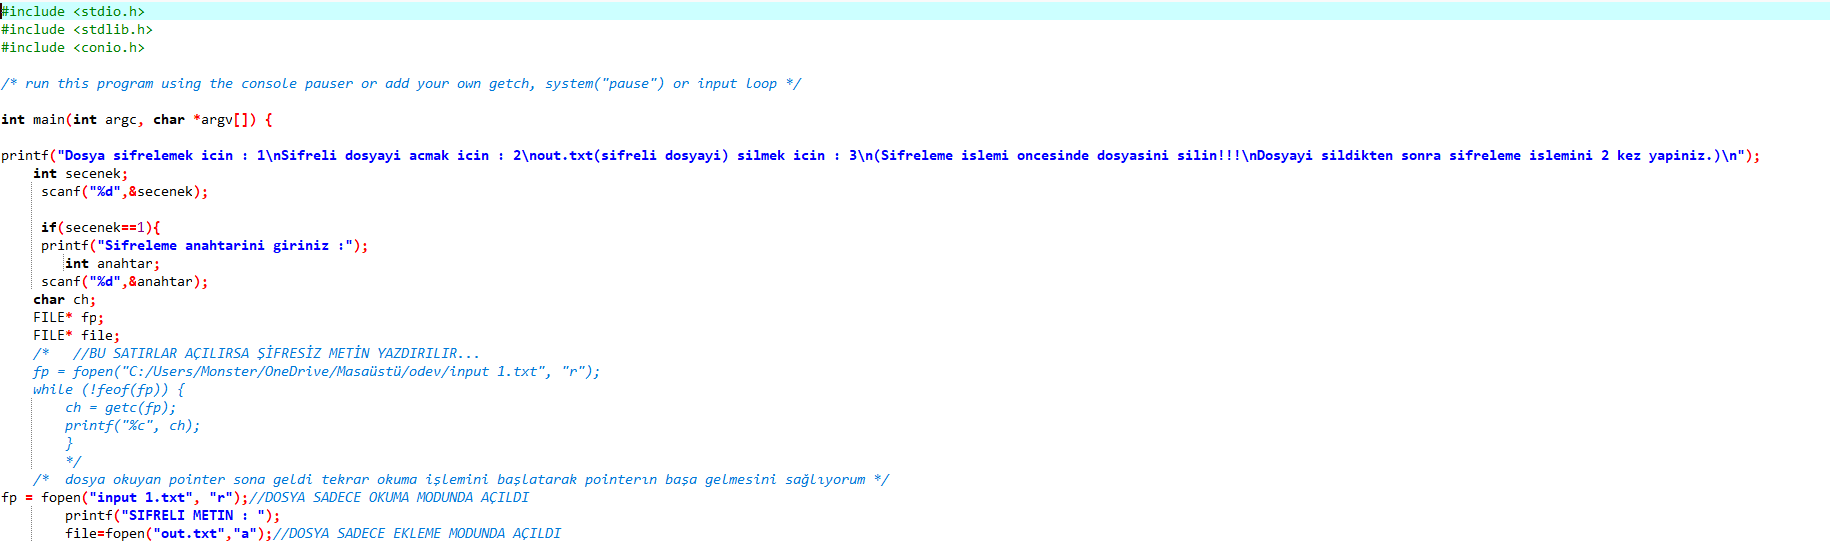 #include <stdio.h>
#include <stdlib.h>
#include <conio.h>
/* run this program using the console pauser or add your own getch, system("pause") or input loop */
int main(int argc, char *argv[]) {
printf("Dosya sifrelemek icin : 1\nSifreli dosyayi acmak icin : 2\nout.txt(sifreli dosyayi) silmek icin : 3\n(Sifreleme islemi oncesinde dosyasini silin!!!\nDosyayi sildikten sonra sifreleme islemini 2 kez yapiniz.)\n");
int secenek;
scanf("%d",&secenek);
if(secenek==1){
printf("Sifreleme anahtarini giriniz :");
int anahtar;
scanf("%d",&anahtar);
char ch;
FILE* fp;
FILE* file;
/*   //BU SATIRLAR AÇILIRSA ŞİFRESİZ METİN YAZDIRILIR...
fp = fopen("C:/Users/Monster/OneDrive/Masaüstü/odev/input 1.txt", "r");
while (!feof(fp)) {
ch = getc(fp);
printf("%c", ch);
}
*/
/*  dosya okuyan pointer sona geldi tekrar okuma işlemini başlatarak pointerın başa gelmesini sağlıyorum */
fp = fopen("input 1.txt", "r");//DOSYA SADECE OKUMA MODUNDA AÇILDI
printf("SIFRELI METIN : ");
file=fopen("out.txt","a");//DOSYA SADECE EKLEME MODUNDA AÇILDI